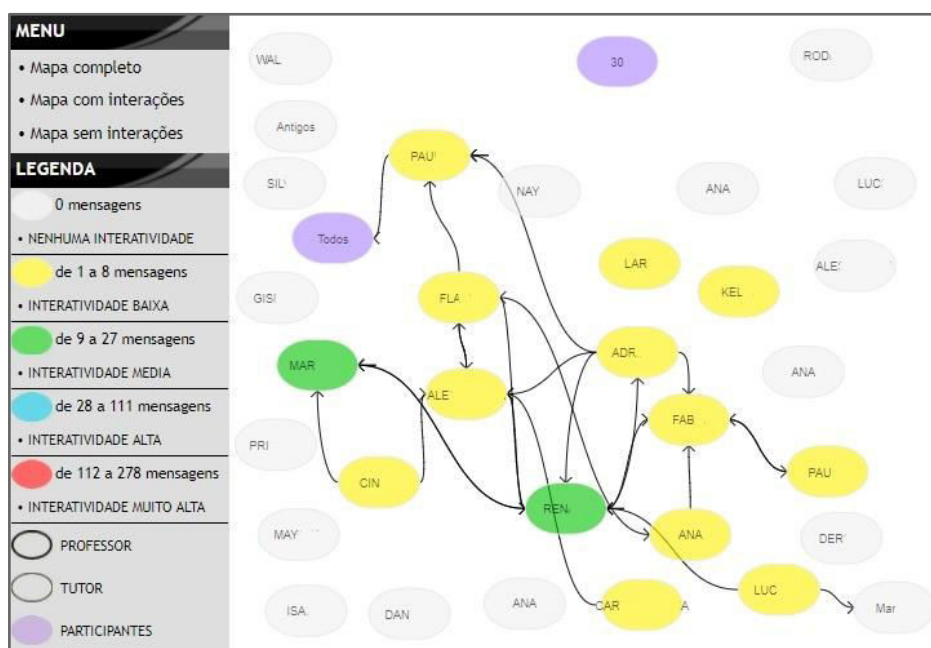 MENU
• Mapa completo
• Mapa com interações
• Mapa sem interações
LEGENDA
0 mensagens
• NENHUMA INTERATIVIDADE
de 1 a 8 mensagens
• INTERATIVIDADE BAIXA
de 9 a 27 mensagens
• INTERATIVIDADE MEDIA
de 28 a 111 mensagens
• INTERATIVIDADE ALTA
de 112 a 278 mensagens
• INTERATIVIDADE MUITO ALTA
PROFESSOR
TUTOR
PARTICIPANTES
WAL
30
ROD
Antigos
PAU
SIL
NAY
ANA
LUC
Todos
LAR
ALE
GISI
FLA
KEL
MAR
ADR
ANA
ALE
FAB
PRI
CIN
PAU
REN
MAY
ANA
DER
ISA
DAN
ANA
CAR A
LUC
Mar